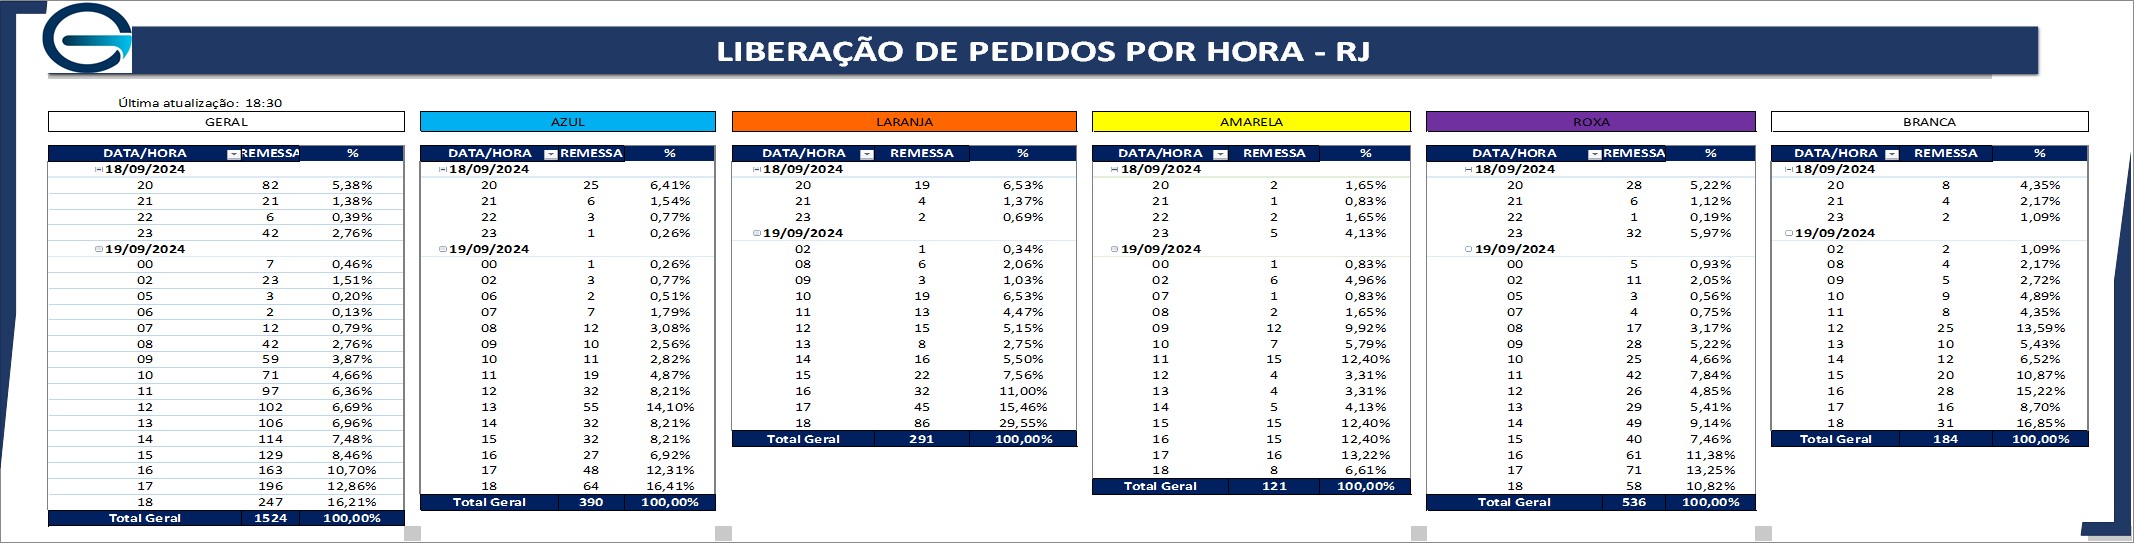 LIBERAÇÃO DE PEDIDOS POR HORA - RJ
Última atualização: 18:30
GERAL
DATA/HORA REMESSA %
18/09/2024
20 82 5,38%
21 21 1,38%
22 6 0,39%
23 42 2,76%
19/09/2024
00 7 0,46%
02 23 1,51%
05 3 0,20%
06 2 0,13%
07 12 0,79%
08 42 2,76%
09 59 3,87%
10 71 4,66%
11 97 6,36%
12 102 6,69%
13 106 6,96%
14 114 7,48%
15 129 8,46%
16 163 10,70%
17 196 12,86%
18 247 16,21%
Total Geral 1524 100,00%
AZUL
DATA/HORA REMESSA %
18/09/2024
20 25 6,41%
21 6 1,54%
22 3 0,77%
23 1 0,26%
19/09/2024
00 1 0,26%
02 3 0,77%
06 2 0,51%
07 7 1,79%
08 12 3,08%
09 10 2,56%
10 11 2,82%
11 19 4,87%
12 32 8,21%
13 55 14,10%
14 32 8,21%
15 32 8,21%
16 27 6,92%
17 48 12,31%
18 64 16,41%
Total Geral 390 100,00%
LARANJA
DATA/HORA REMESSA %
18/09/2024
20 19 6,53%
21 4 1,37%
23 2 0,69%
19/09/2024
02 1 0,34%
08 6 2,06%
09 3 1,03%
10 19 6,53%
11 13 4,47%
12 15 5,15%
13 8 2,75%
14 16 5,50%
15 22 7,56%
16 32 11,00%
17 45 15,46%
18 86 29,55%
Total Geral 291 100,00%
AMARELA
DATA/HORA REMESSA %
18/09/2024
20 2 1,65%
21 1 0,83%
22 2 1,65%
23 5 4,13%
19/09/2024
00 1 0,83%
02 6 4,96%
07 1 0,83%
08 2 1,65%
09 12 9,92%
10 7 5,79%
11 15 12,40%
12 4 3,31%
13 4 3,31%
14 5 4,13%
15 15 12,40%
16 15 12,40%
17 16 13,22%
18 8 6,61%
Total Geral 121 100,00%
ROXA
DATA/HORA REMESSA %
18/09/2024
20 28 5,22%
21 6 1,12%
22 1 0,19%
23 32 5,97%
19/09/2024
00 5 0,93%
02 11 2,05%
05 3 0,56%
07 4 0,75%
08 17 3,17%
09 28 5,22%
10 25 4,66%
11 42 7,84%
12 26 4,85%
13 29 5,41%
14 49 9,14%
15 40 7,46%
16 61 11,38%
17 71 13,25%
18 58 10,82%
Total Geral 536 100,00%
BRANCA
DATA/HORA REMESSA %
18/09/2024
20 8 4,35%
21 4 2,17%
23 2 1,09%
19/09/2024
02 2 1,09%
08 4 2,17%
09 5 2,72%
10 9 4,89%
11 8 4,35%
12 25 13,59%
13 10 5,43%
14 12 6,52%
15 20 10,87%
16 28 15,22%
17 16 8,70%
18 31 16,85%
Total Geral 184 100,00%